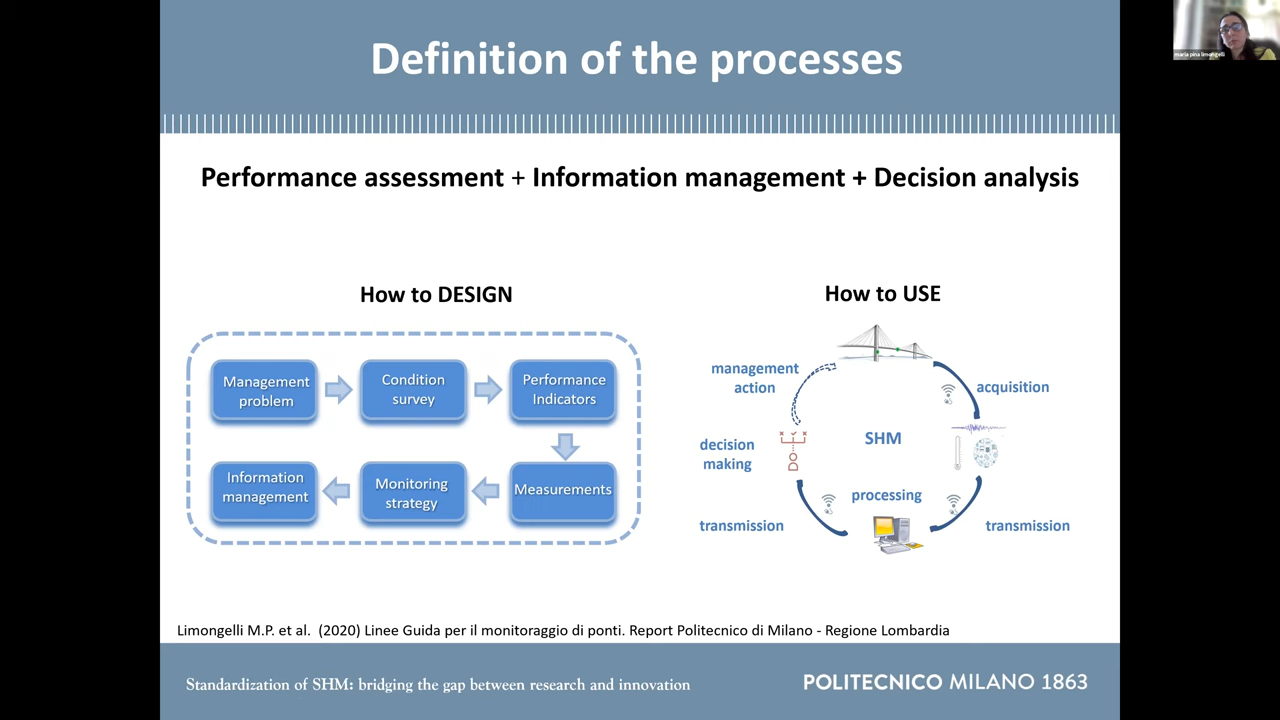 Definition of the processes
maria pina limongelli
Performance assessment + Information management + Decision analysis
How to DESIGN
Management
problem
Condition
survey
Performance
Indicators
Information
management
Monitoring
strategy
Measurements
How to USE
management
action
acquisition
decision
making
SHM
processing
transmission
transmission
Limongelli M.P. et al. (2020) Linee Guida per il monitoraggio di ponti. Report Politecnico di Milano - Regione Lombardia
Standardization of SHM: bridging the gap between research and innovation
POLITECNICO MILANO 1863